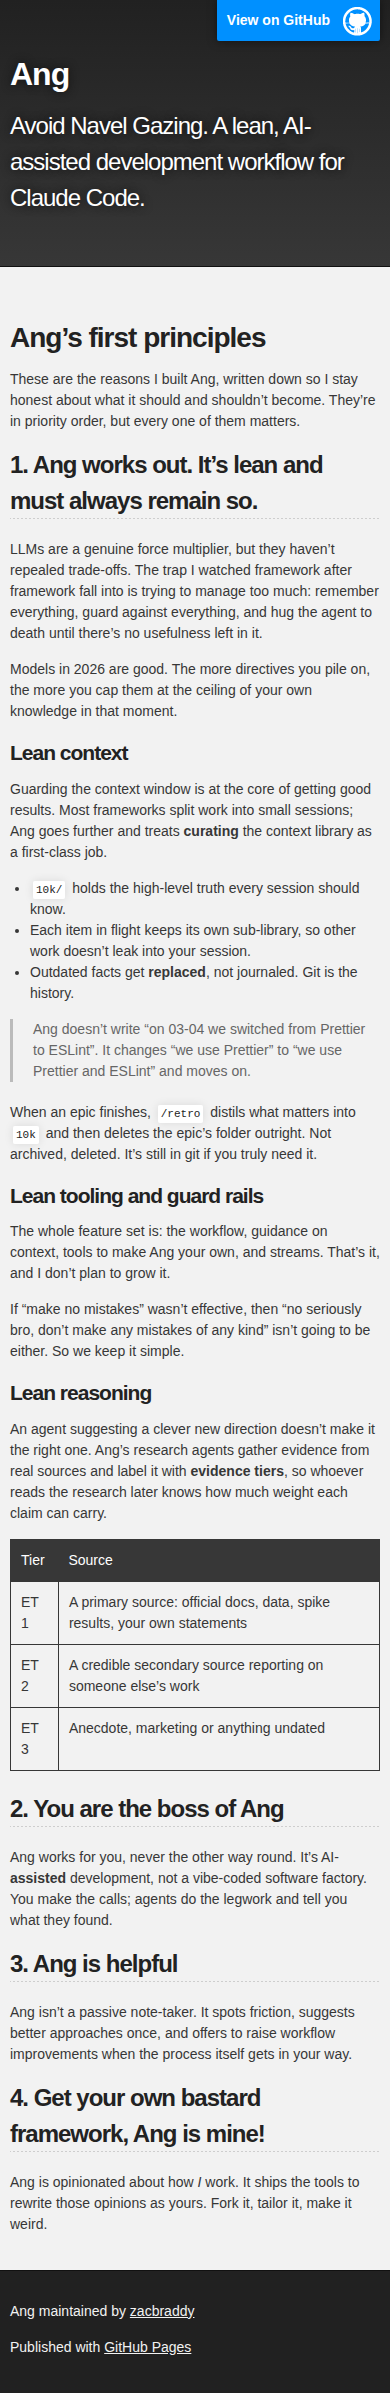 View on GitHub
Ang
Avoid Navel Gazing. A lean, AI-
assisted development workflow for
Claude Code.
Ang’s first principles
These are the reasons I built Ang, written down so I stay
honest about what it should and shouldn’t become. They’re
in priority order, but every one of them matters.
1. Ang works out. It’s lean and
must always remain so.
LLMs are a genuine force multiplier, but they haven’t
repealed trade-offs. The trap I watched framework after
framework fall into is trying to manage too much: remember
everything, guard against everything, and hug the agent to
death until there’s no usefulness left in it.
Models in 2026 are good. The more directives you pile on,
the more you cap them at the ceiling of your own
knowledge in that moment.
Lean context
Guarding the context window is at the core of getting good
results. Most frameworks split work into small sessions;
Ang goes further and treats curating the context library as
a first-class job.
• 10k/ holds the high-level truth every session should
know.
• Each item in flight keeps its own sub-library, so other
work doesn’t leak into your session.
• Outdated facts get replaced, not journaled. Git is the
history.
Ang doesn’t write “on 03-04 we switched from Prettier
to ESLint”. It changes “we use Prettier” to “we use
Prettier and ESLint” and moves on.
When an epic finishes, /retro distils what matters into
10k and then deletes the epic’s folder outright. Not
archived, deleted. It’s still in git if you truly need it.
Lean tooling and guard rails
The whole feature set is: the workflow, guidance on
context, tools to make Ang your own, and streams. That’s it,
and I don’t plan to grow it.
If “make no mistakes” wasn’t effective, then “no seriously
bro, don’t make any mistakes of any kind” isn’t going to be
either. So we keep it simple.
Lean reasoning
An agent suggesting a clever new direction doesn’t make it
the right one. Ang’s research agents gather evidence from
real sources and label it with evidence tiers, so whoever
reads the research later knows how much weight each
claim can carry.
Tier Source
ET A primary source: official docs, data, spike
1 results, your own statements
ET A credible secondary source reporting on
2 someone else’s work
ET Anecdote, marketing or anything undated
3
2. You are the boss of Ang
Ang works for you, never the other way round. It’s AI-
assisted development, not a vibe-coded software factory.
You make the calls; agents do the legwork and tell you
what they found.
3. Ang is helpful
Ang isn’t a passive note-taker. It spots friction, suggests
better approaches once, and offers to raise workflow
improvements when the process itself gets in your way.
4. Get your own bastard
framework, Ang is mine!
Ang is opinionated about how I work. It ships the tools to
rewrite those opinions as yours. Fork it, tailor it, make it
weird.
Ang maintained by zacbraddy
Published with GitHub Pages